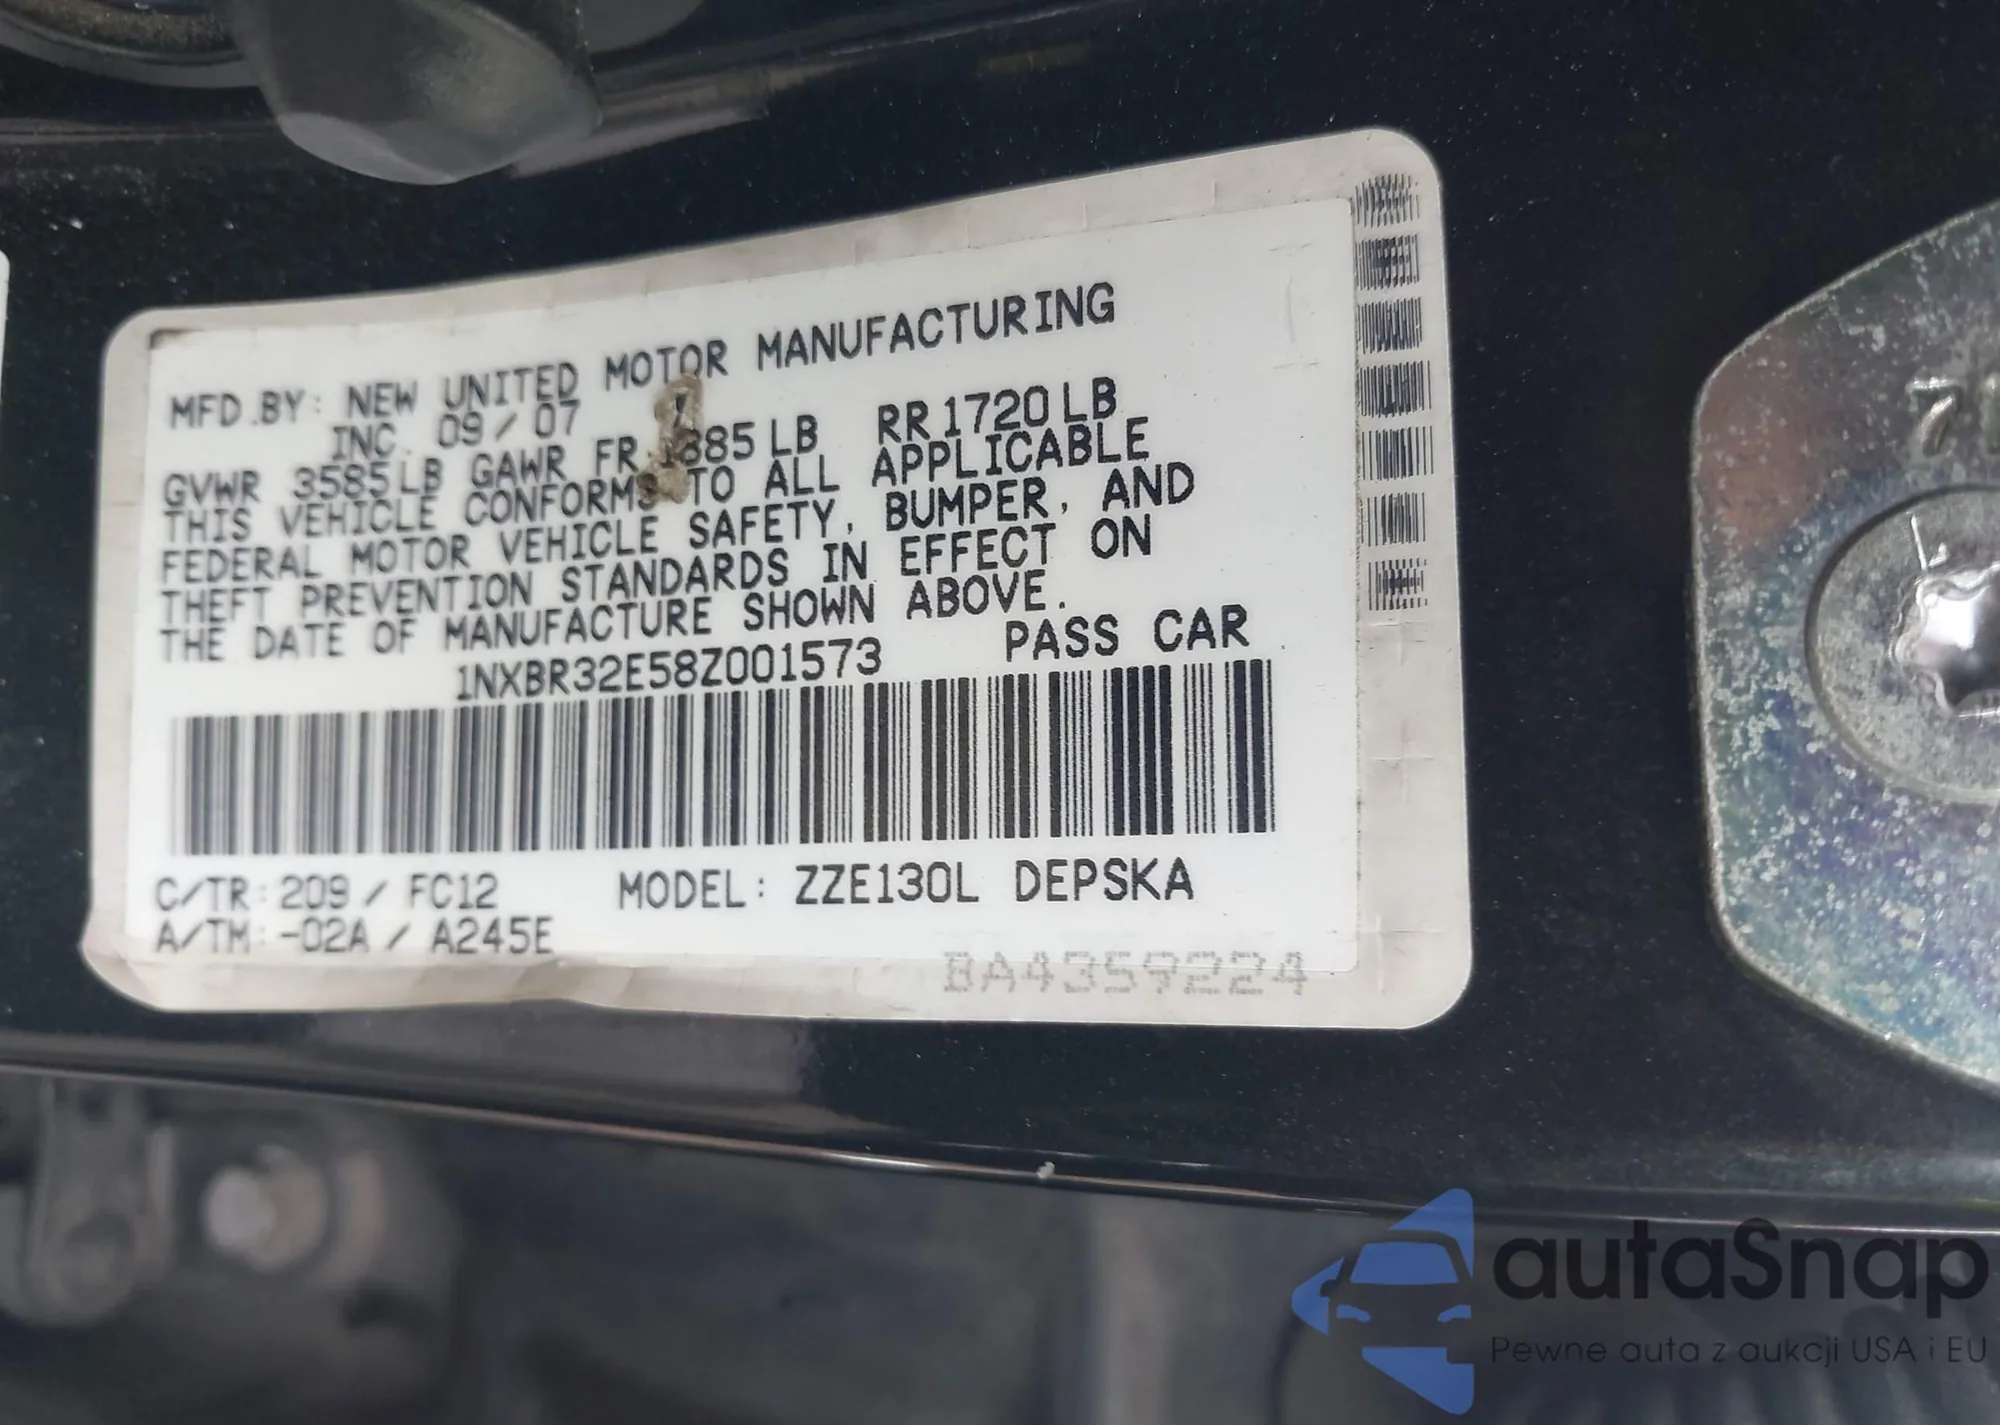 MFD.BY: NEW UNITED MOTOR MANUFACTURING
INC. 09/07
GVWR 3585LB GAWR FR 1885LB RR1720LB
THIS VEHICLE CONFORMS TO ALL APPLICABLE
FEDERAL MOTOR VEHICLE SAFETY, BUMPER, AND
THEFT PREVENTION STANDARDS IN EFFECT ON
THE DATE OF MANUFACTURE SHOWN ABOVE.
1NXBR32E58Z001573 PASS CAR
C/TR: 209/ FC12 MODEL: ZZE130L DEPSKA
A/TM: -02A / A245E
BA4359224
autaSnap
Pewne auta z aukcji USA i EU